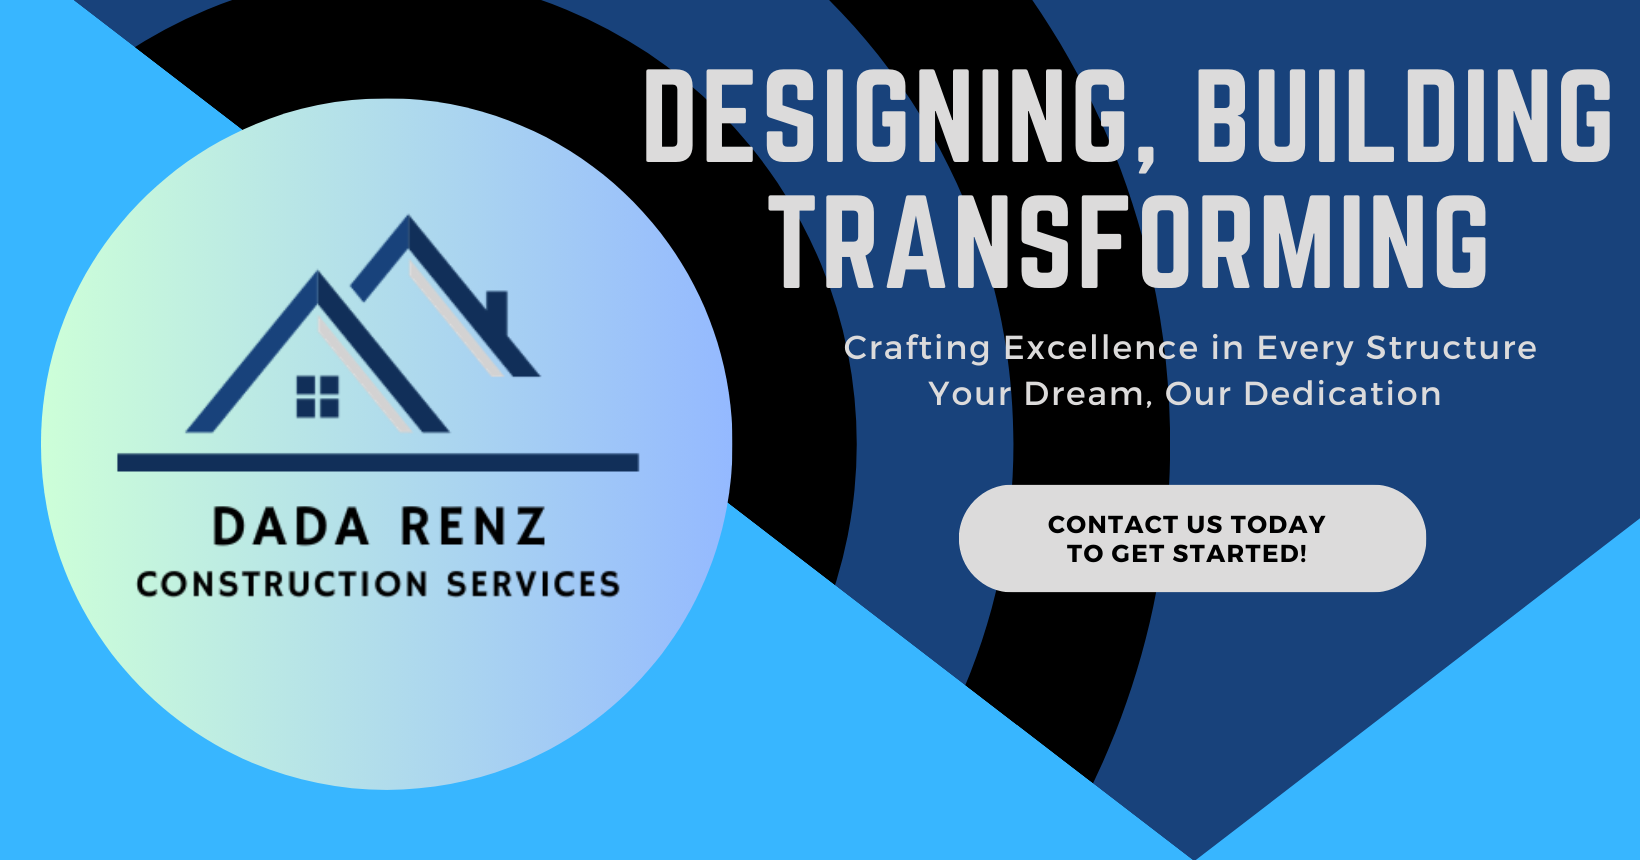 DESIGNING, BUILDING
TRANSFORMING
Crafting Excellence in Every Structure
Your Dream, Our Dedication
CONTACT US TODAY
TO GET STARTED!
DADA RENZ
CONSTRUCTION SERVICES